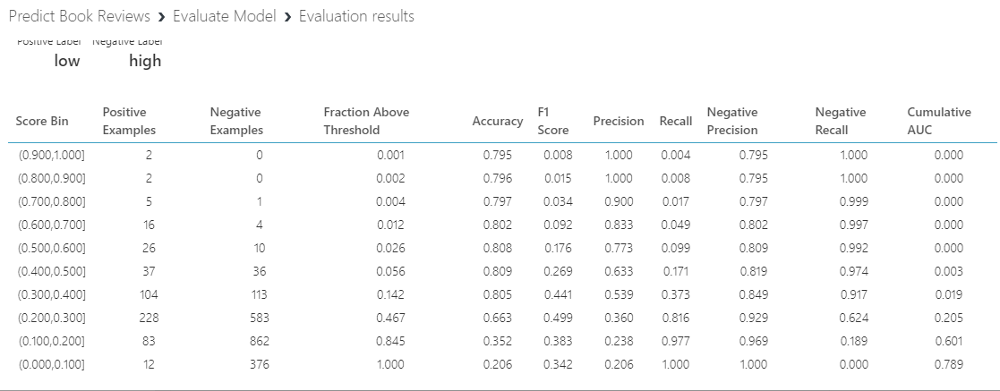 Predict Book Reviews > Evaluate Model > Evaluation results
Positive Label Negative Label
low high
Score Bin Positive Examples Negative Examples Fraction Above Threshold Accuracy F1 Score Precision Recall Negative Precision Negative Recall Cumulative AUC
(0.900,1.000] 2 0 0.001 0.795 0.008 1.000 0.004 0.795 1.000 0.000
(0.800,0.900] 2 0 0.002 0.796 0.015 1.000 0.008 0.795 1.000 0.000
(0.700,0.800] 5 1 0.004 0.797 0.034 0.900 0.017 0.797 0.999 0.000
(0.600,0.700] 16 4 0.012 0.802 0.092 0.833 0.049 0.802 0.997 0.000
(0.500,0.600] 26 10 0.026 0.808 0.176 0.773 0.099 0.809 0.992 0.000
(0.400,0.500] 37 36 0.056 0.809 0.269 0.633 0.171 0.819 0.974 0.003
(0.300,0.400] 104 113 0.142 0.805 0.441 0.539 0.373 0.849 0.917 0.019
(0.200,0.300] 228 583 0.467 0.663 0.499 0.360 0.816 0.929 0.624 0.205
(0.100,0.200] 83 862 0.845 0.352 0.383 0.238 0.977 0.969 0.189 0.601
(0.000,0.100] 12 376 1.000 0.206 0.342 0.206 1.000 1.000 0.000 0.789